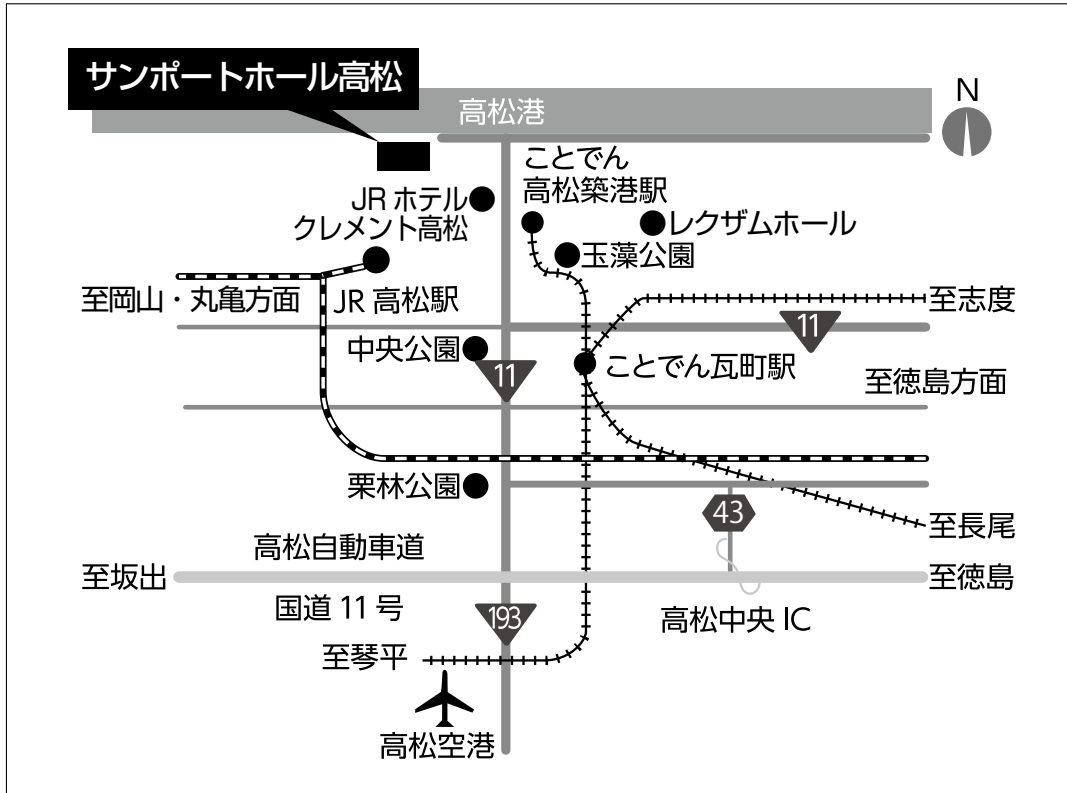 サンポートホール高松
高松港
N
ことでん
高松築港駅
JR ホテル
クレメント高松
レクザムホール
玉藻公園
至岡山・丸亀方面
JR 高松駅
至志度
11
中央公園
11
ことでん瓦町駅
至徳島方面
栗林公園
43
至長尾
高松自動車道
至坂出
至徳島
国道 11 号
193
高松中央 IC
至琴平
高松空港